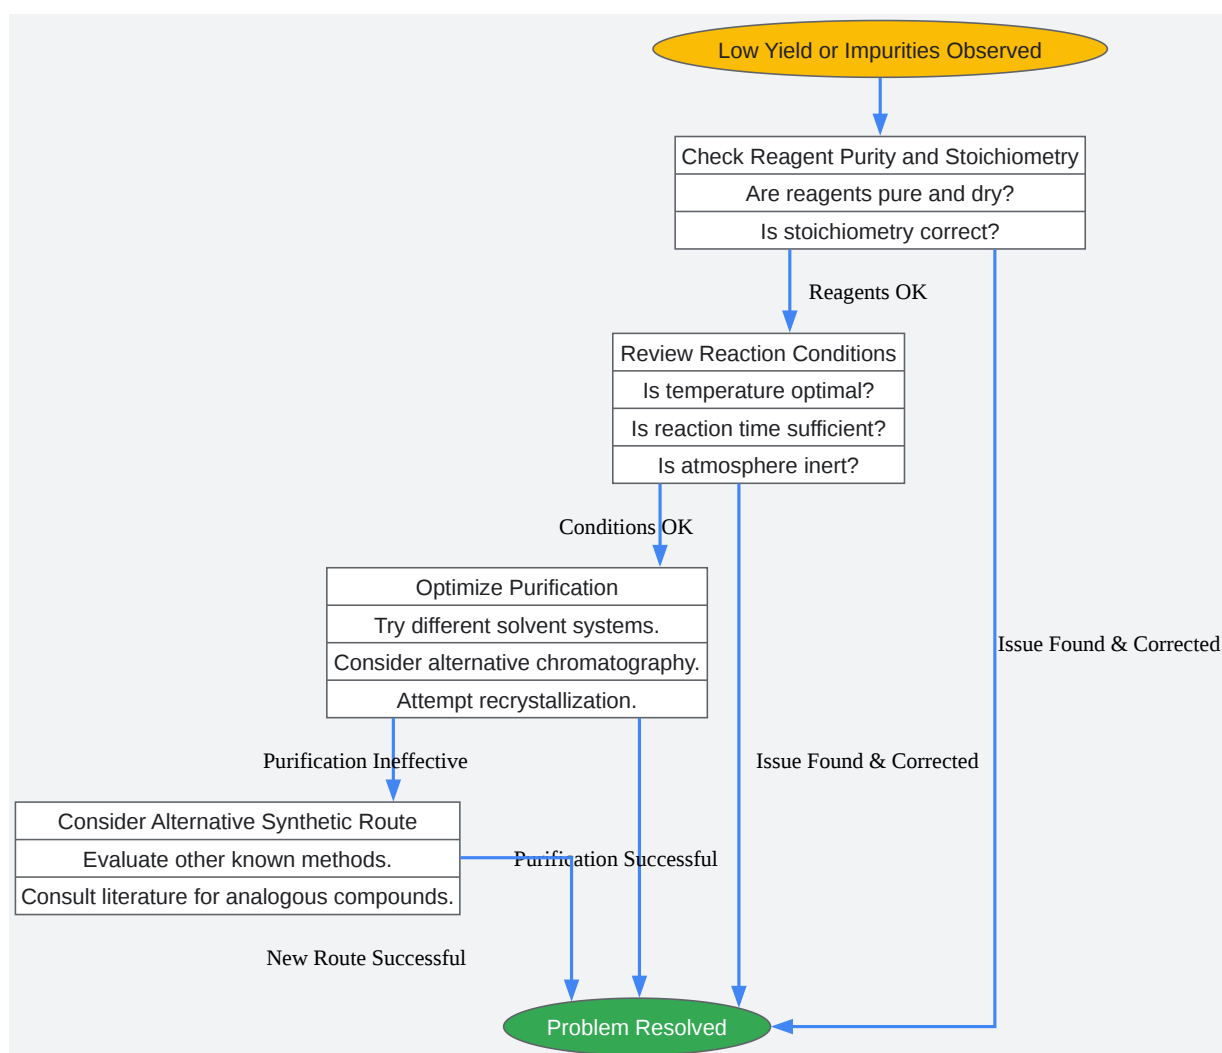 Low Yield or Impurities Observed
Check Reagent Purity and Stoichiometry
Are reagents pure and dry?
Is stoichiometry correct?
Reagents OK
Review Reaction Conditions
Is temperature optimal?
Is reaction time sufficient?
Is atmosphere inert?
Conditions OK
Optimize Purification
Try different solvent systems.
Consider alternative chromatography.
Attempt recrystallization.
Issue Found & Corrected
Purification Ineffective
Issue Found & Corrected
Consider Alternative Synthetic Route
Evaluate other known methods.
Consult literature for analogous compounds.
Purification Successful
New Route Successful
Problem Resolved